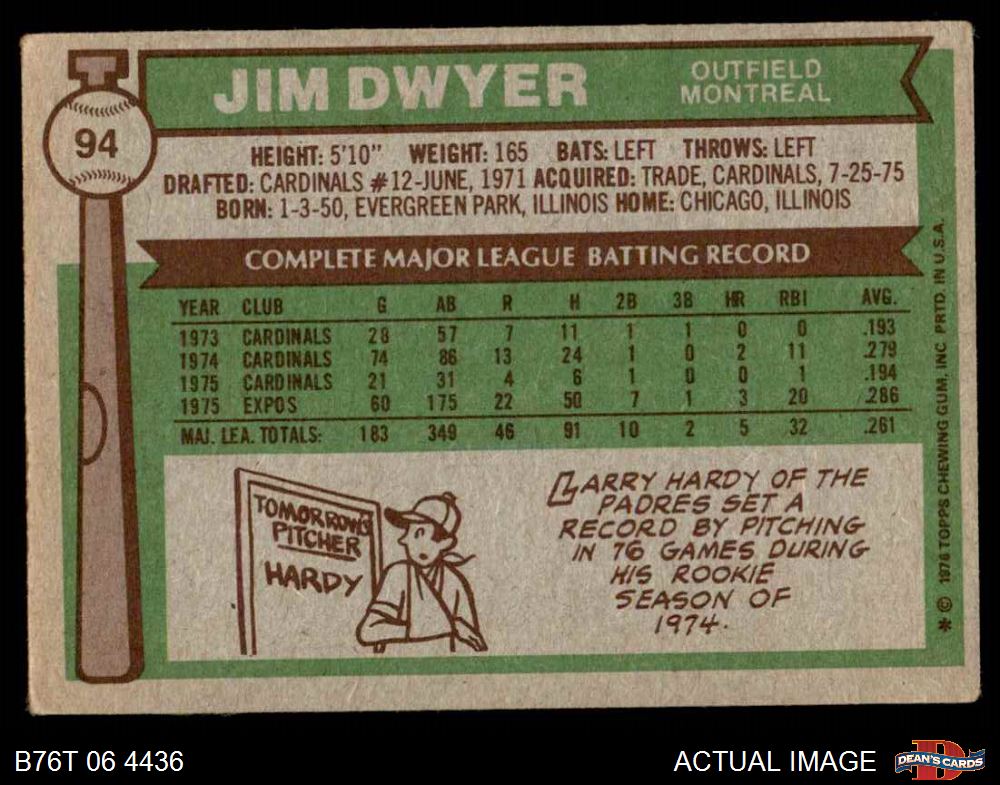 94
JIM DWYER
OUTFIELD
MONTREAL
HEIGHT: 5'10" WEIGHT: 165 BATS: LEFT THROWS: LEFT
DRAFTED: CARDINALS #12-JUNE, 1971 ACQUIRED: TRADE, CARDINALS, 7-25-75
BORN: 1-3-50, EVERGREEN PARK, ILLINOIS HOME: CHICAGO, ILLINOIS
COMPLETE MAJOR LEAGUE BATTING RECORD
YEAR CLUB G AB R H 2B 3B HR RBI AVG.
1973 CARDINALS 28 57 7 11 1 1 0 0 .193
1974 CARDINALS 74 86 13 24 1 0 2 11 .279
1975 CARDINALS 21 31 4 6 1 0 0 1 .194
1975 EXPOS 60 175 22 50 7 1 3 20 .286
MAJ. LEA. TOTALS: 183 349 46 91 10 2 5 32 .261
TOMORROW'S
PITCHER
HARDY
LARRY HARDY OF THE
PADRES SET A
RECORD BY PITCHING
IN 76 GAMES DURING
HIS ROOKIE
SEASON OF
1974.
* © 1976 TOPPS CHEWING GUM, INC PRTD. IN U.S.A.
B76T 06 4436
ACTUAL IMAGE
D
DEAN'S CARDS